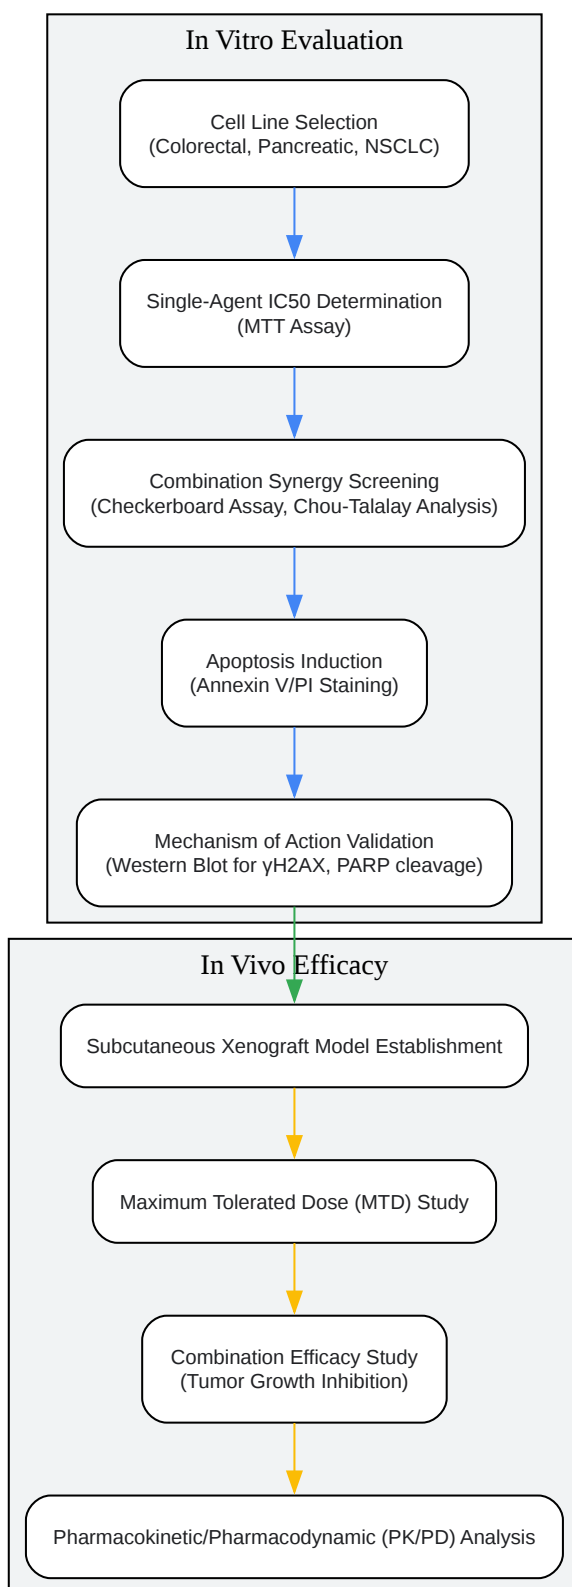 In Vitro Evaluation
Cell Line Selection
(Colorectal, Pancreatic, NSCLC)
Single-Agent IC50 Determination
(MTT Assay)
Combination Synergy Screening
(Checkerboard Assay, Chou-Talalay Analysis)
Apoptosis Induction
(Annexin V/PI Staining)
Mechanism of Action Validation
(Western Blot for γH2AX, PARP cleavage)
In Vivo Efficacy
Subcutaneous Xenograft Model Establishment
Maximum Tolerated Dose (MTD) Study
Combination Efficacy Study
(Tumor Growth Inhibition)
Pharmacokinetic/Pharmacodynamic (PK/PD) Analysis